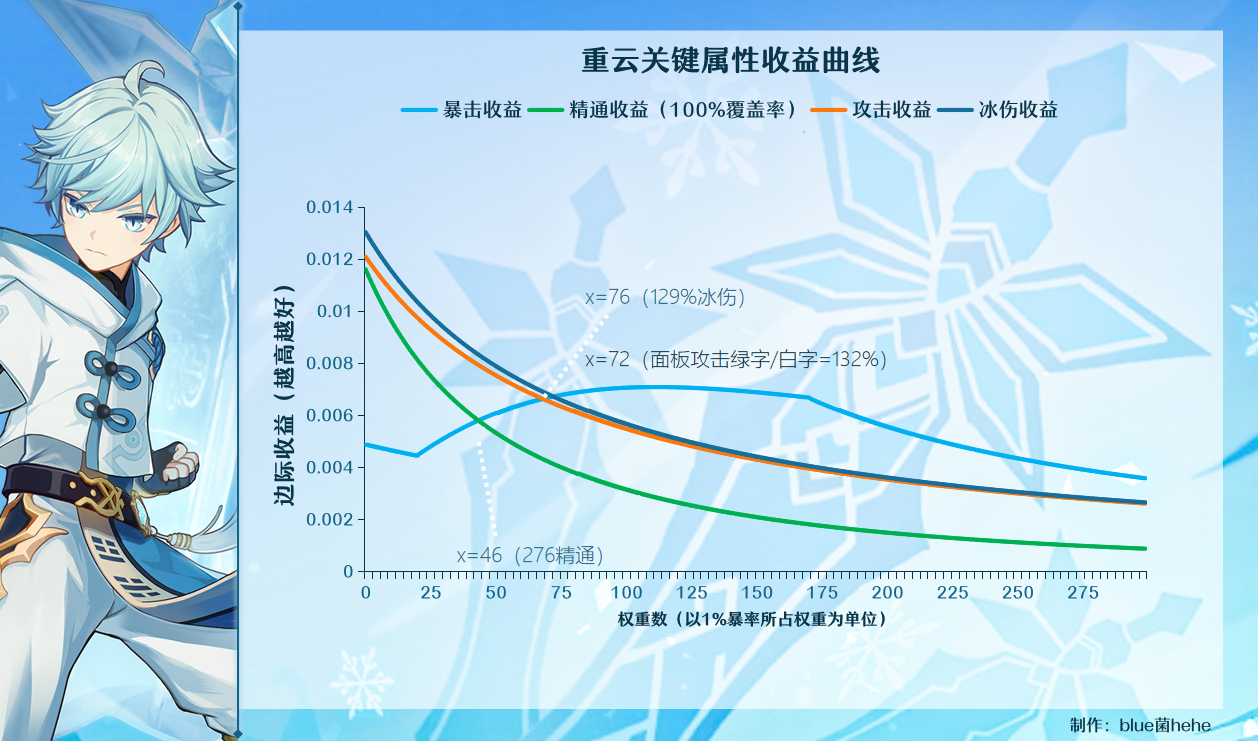 重云关键属性收益曲线
暴击收益 精通收益（100%覆盖率） 攻击收益 冰伤收益
边际收益（越高越好）
0.014
0.012
0.01
0.008
0.006
0.004
0.002
0
x=76（129%冰伤）
x=72（面板攻击绿字/白字=132%）
x=46（276精通）
0 25 50 75 100 125 150 175 200 225 250 275
权重数（以1%暴率所占权重为单位）
制作：blue菌hehe